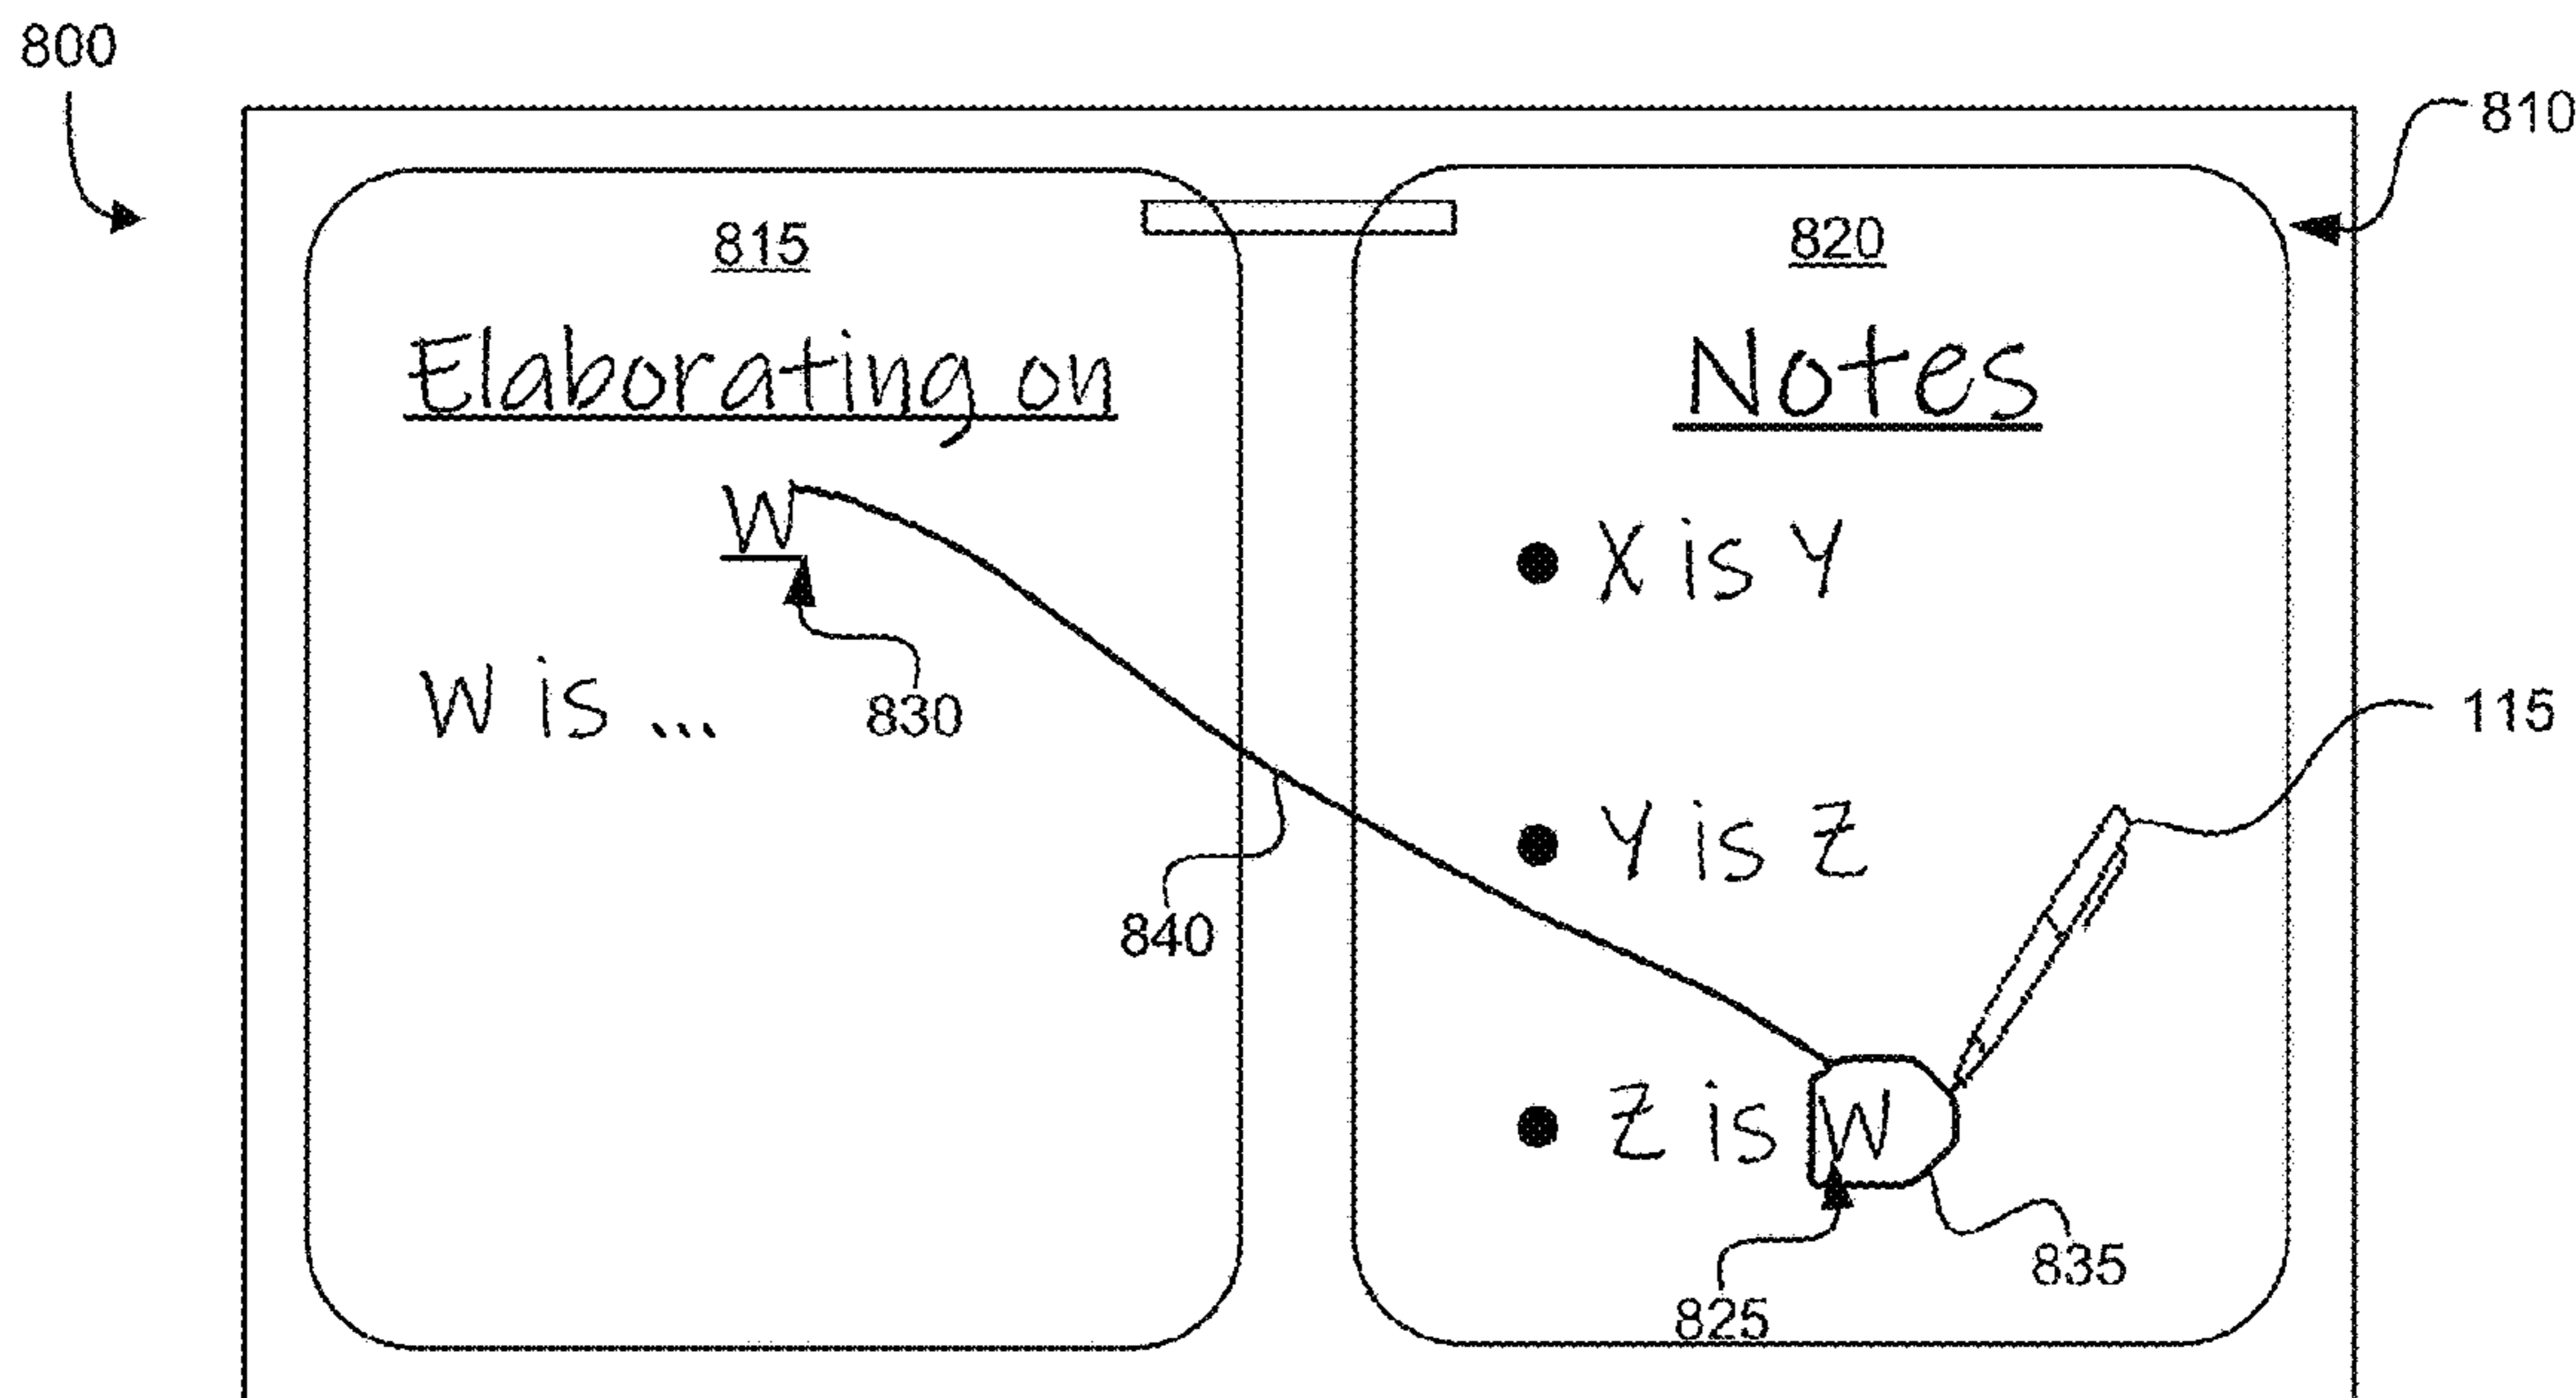 800
810
815
Elaborating on
W
830
W is ...
840
820
Notes
● X is Y
● Y is Z
● Z is W
115
825
835